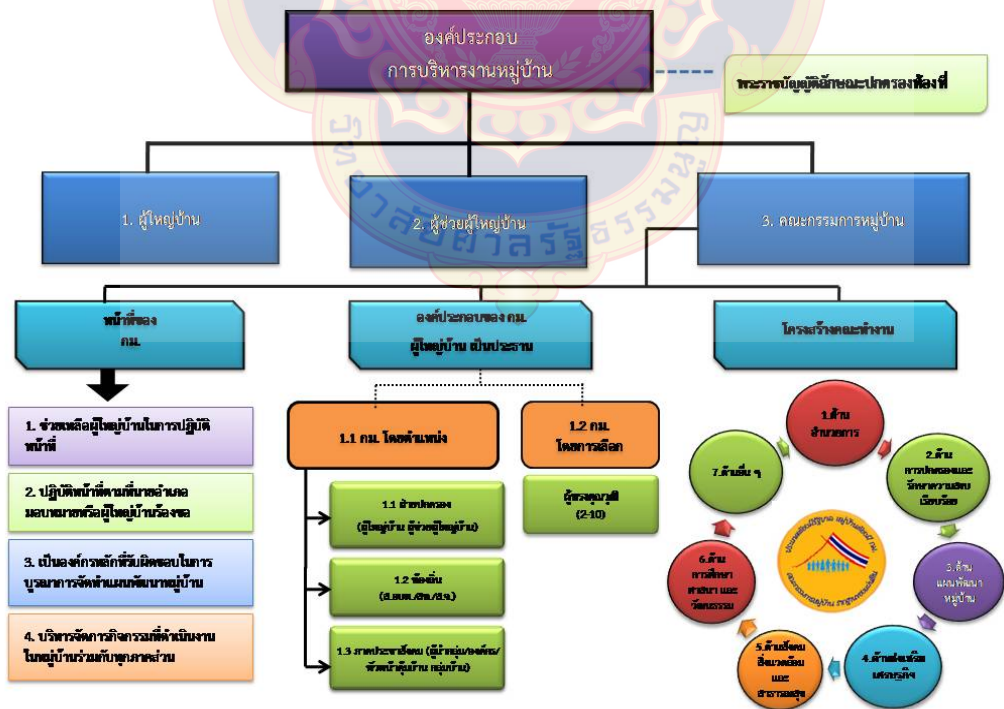 องค์ประกอบ
การบริหารงานหมู่บ้าน
พระราชบัญญัติลักษณะปกครองท้องที่
1. ผู้ใหญ่บ้าน
2. ผู้ช่วยผู้ใหญ่บ้าน
3. คณะกรรมการหมู่บ้าน
วิทยาลัยศาลรัฐธรรมนูญ
หน้าที่ของ
กม.
องค์ประกอบของ กม.
ผู้ใหญ่บ้าน เป็นประธาน
โครงสร้างคณะทำงาน
1. ช่วยเหลือผู้ใหญ่บ้านในการปฏิบัติ
หน้าที่
2. ปฏิบัติหน้าที่ตามที่นายอำเภอ
มอบหมายหรือผู้ใหญ่บ้านร้องขอ
3. เป็นองค์กรหลักที่รับผิดชอบในการ
บูรณาการจัดทำแผนพัฒนาหมู่บ้าน
4. บริหารจัดการกิจกรรมที่ดำเนินงาน
ในหมู่บ้านร่วมกับทุกภาคส่วน
1.1 กม. โดยตำแหน่ง
1.1 ฝ่ายปกครอง
(ผู้ใหญ่บ้าน ผู้ช่วยผู้ใหญ่บ้าน)
1.2 ท้องถิ่น
(ส.อบต./สท./ส.จ.)
1.3 ภาคประชาสังคม (ผู้นำกลุ่ม/องค์กร/
หัวหน้าคุ้มบ้าน กลุ่มบ้าน)
1.2 กม.
โดยการเลือก
ผู้ทรงคุณวุฒิ
(2-10)
1.ด้าน
อำนวยการ
2.ด้าน
การปกครองและ
รักษาความสงบ
เรียบร้อย
3.ด้าน
แผนพัฒนา
หมู่บ้าน
4.ด้านส่งเสริม
เศรษฐกิจ
5.ด้านสังคม
สิ่งแวดล้อม
และ
สาธารณสุข
6.ด้าน
การศึกษา
ศาสนา และ
วัฒนธรรม
7.ด้านอื่น ๆ